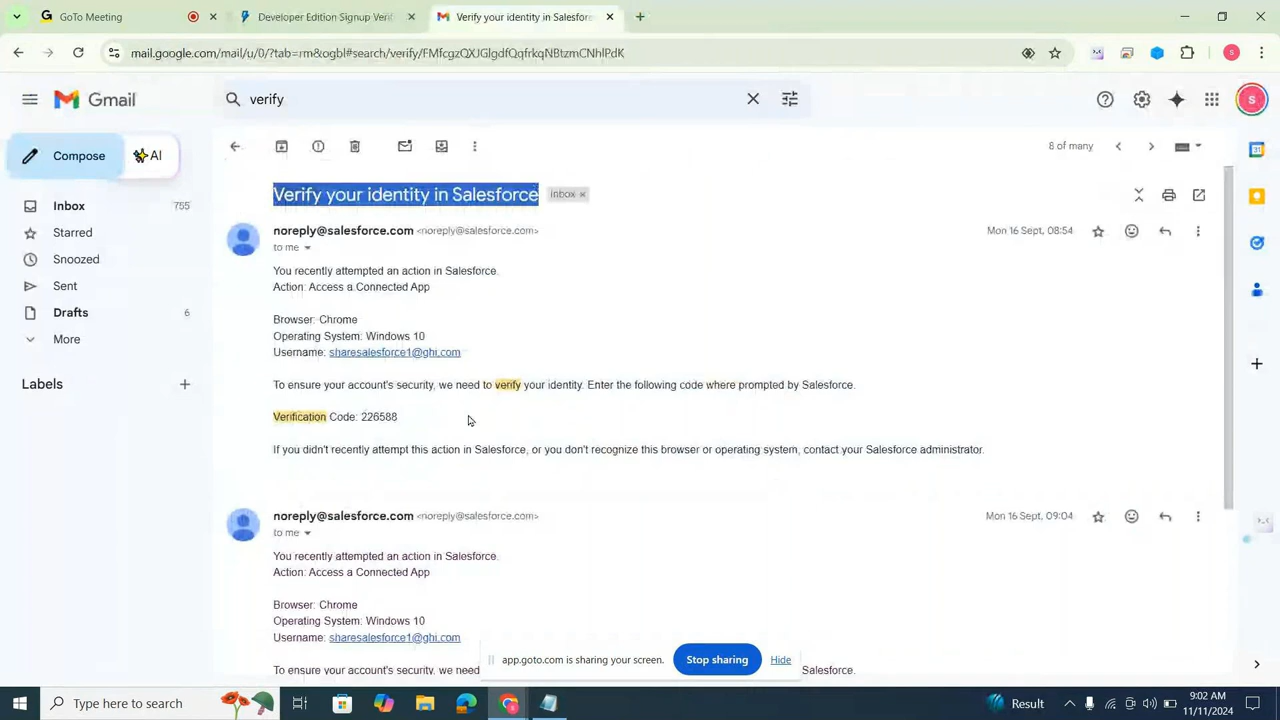 GoTo Meeting
Developer Edition Signup Veri
Verify your identity in Salesforce
mail.google.com/mail/u/0/?tab=rm&ogbl#search/verify/FMfcgzQXJGlgdfQgfrkqNBtzmCNhlPdK
Gmail
verify
Compose
AI
8 of many
Inbox 755
Starred
Snoozed
Sent
Drafts 6
More
Labels
Verify your identity in Salesforce inbox x
noreply@salesforce.com <noreply@salesforce.com> Mon 16 Sept, 08:54
to me
You recently attempted an action in Salesforce.
Action: Access a Connected App
Browser: Chrome
Operating System: Windows 10
Username: sharesalesforce1@ghi.com
To ensure your account's security, we need to verify your identity. Enter the following code where prompted by Salesforce.
Verification Code: 226588
If you didn't recently attempt this action in Salesforce, or you don't recognize this browser or operating system, contact your Salesforce administrator.
noreply@salesforce.com <noreply@salesforce.com> Mon 16 Sept, 09:04
to me
You recently attempted an action in Salesforce.
Action: Access a Connected App
Browser: Chrome
Operating System: Windows 10
Username: sharesalesforce1@ghi.com
To ensure your account's security, we need Salesforce.
app.goto.com is sharing your screen. Stop sharing Hide
Type here to search
Result
9:02 AM
11/11/2024